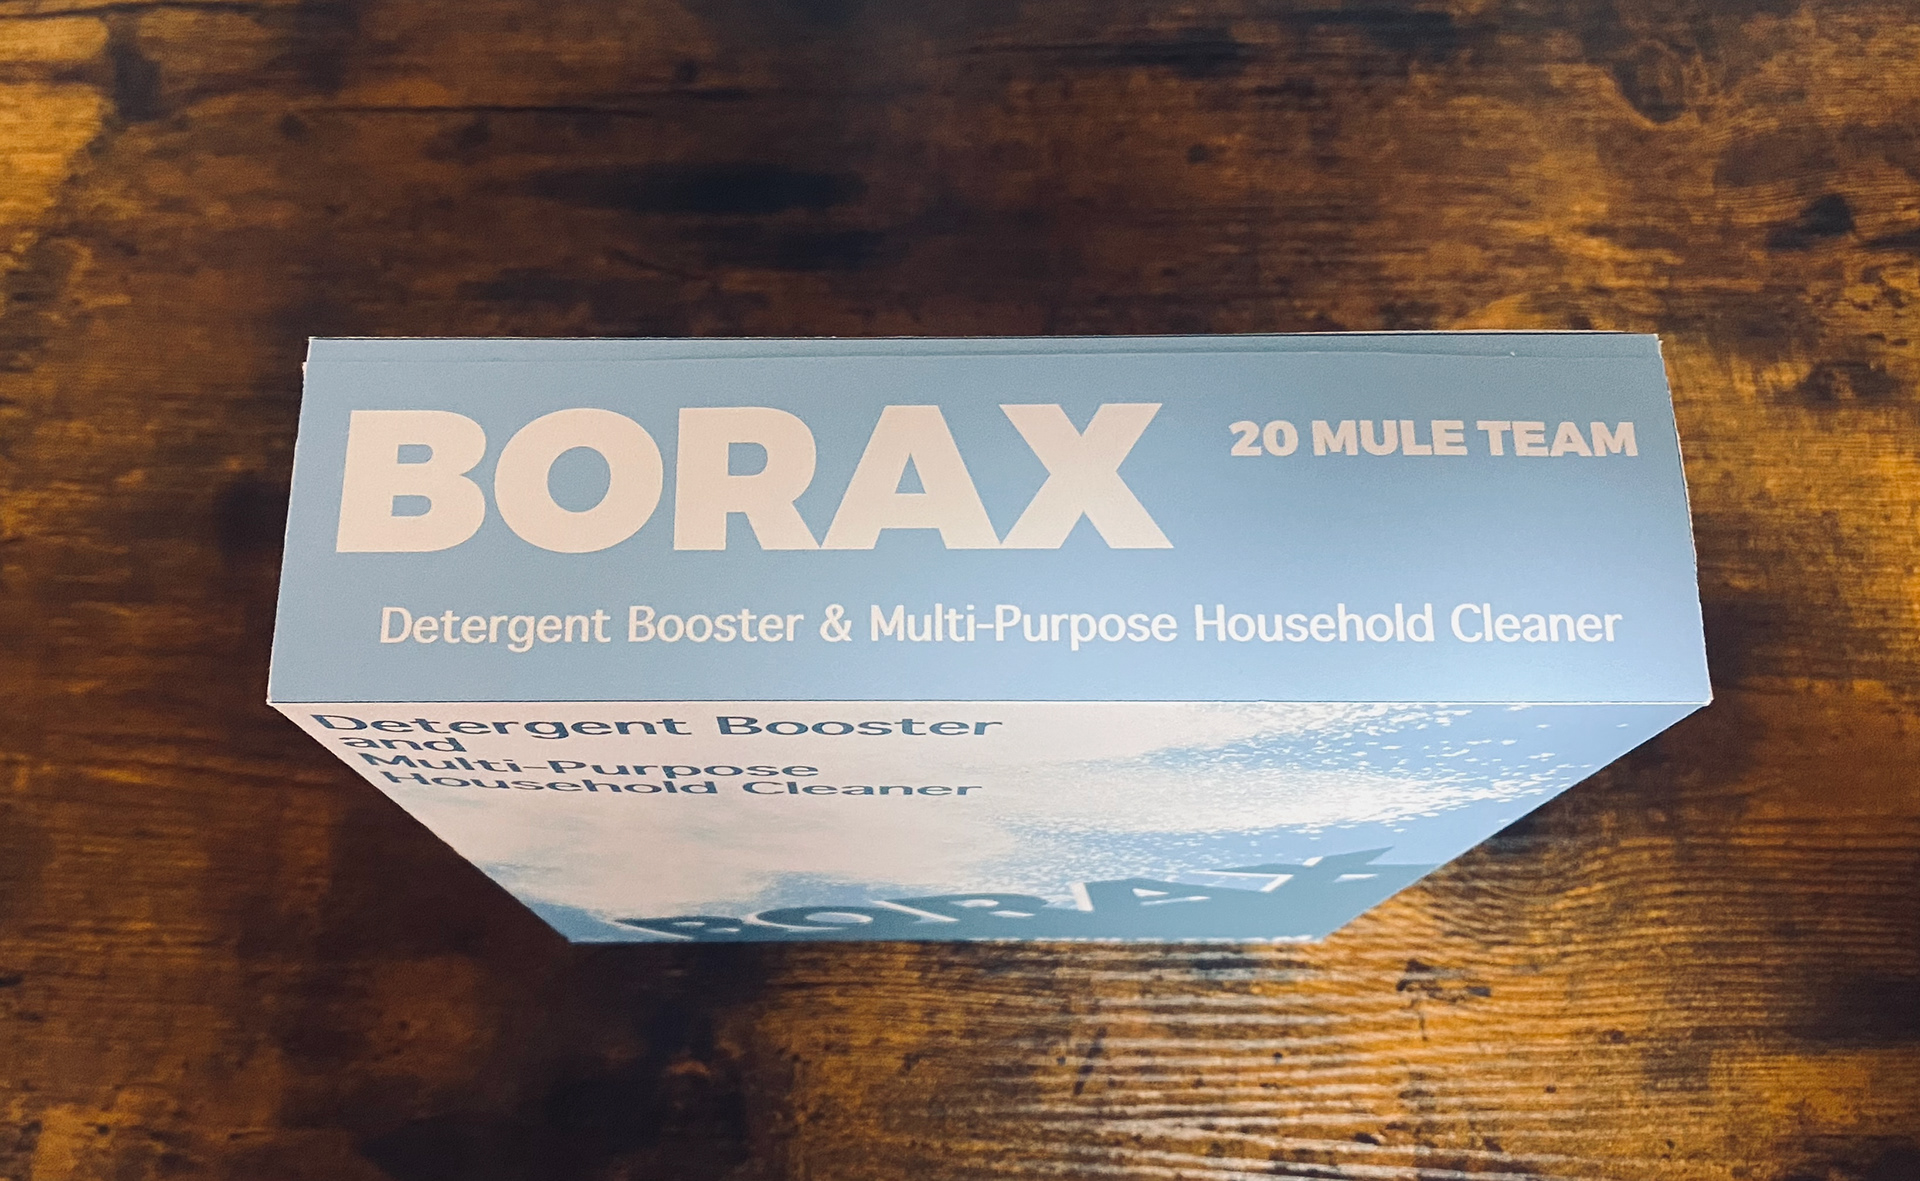 BORAX 20 MULE TEAM
Detergent Booster & Multi-Purpose Household Cleaner
Detergent Booster
and
Multi-Purpose
Household Cleaner
BORAX